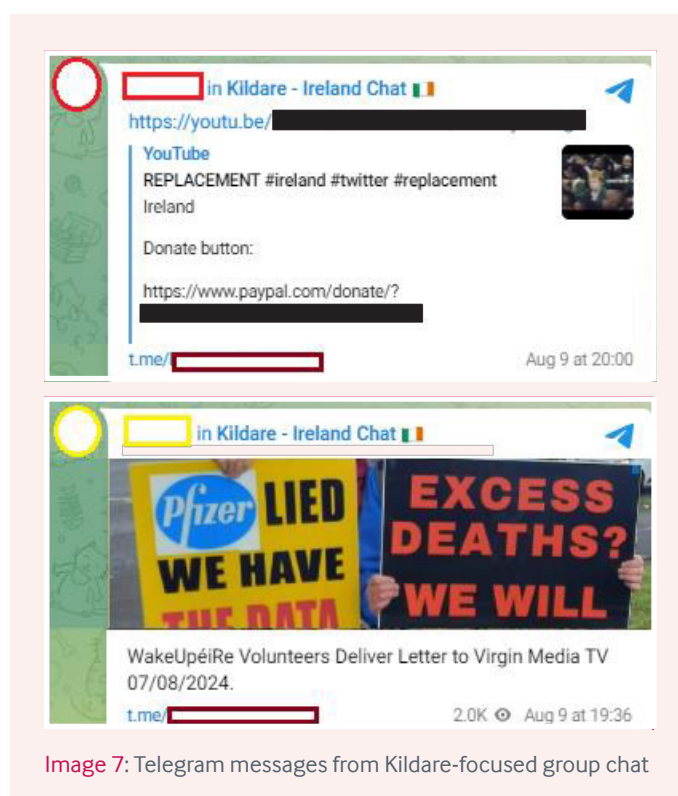 in Kildare - Ireland Chat 🇮🇪
https://youtu.be/
YouTube
REPLACEMENT #ireland #twitter #replacement
Ireland
Donate button:
https://www.paypal.com/donate/?
t.me/
Aug 9 at 20:00
in Kildare - Ireland Chat 🇮🇪
Pfizer LIED
WE HAVE
THE DATA
EXCESS
DEATHS?
WE WILL
WakeUpéiRe Volunteers Deliver Letter to Virgin Media TV
07/08/2024.
t.me/
2.0K Aug 9 at 19:36
Image 7: Telegram messages from Kildare-focused group chat